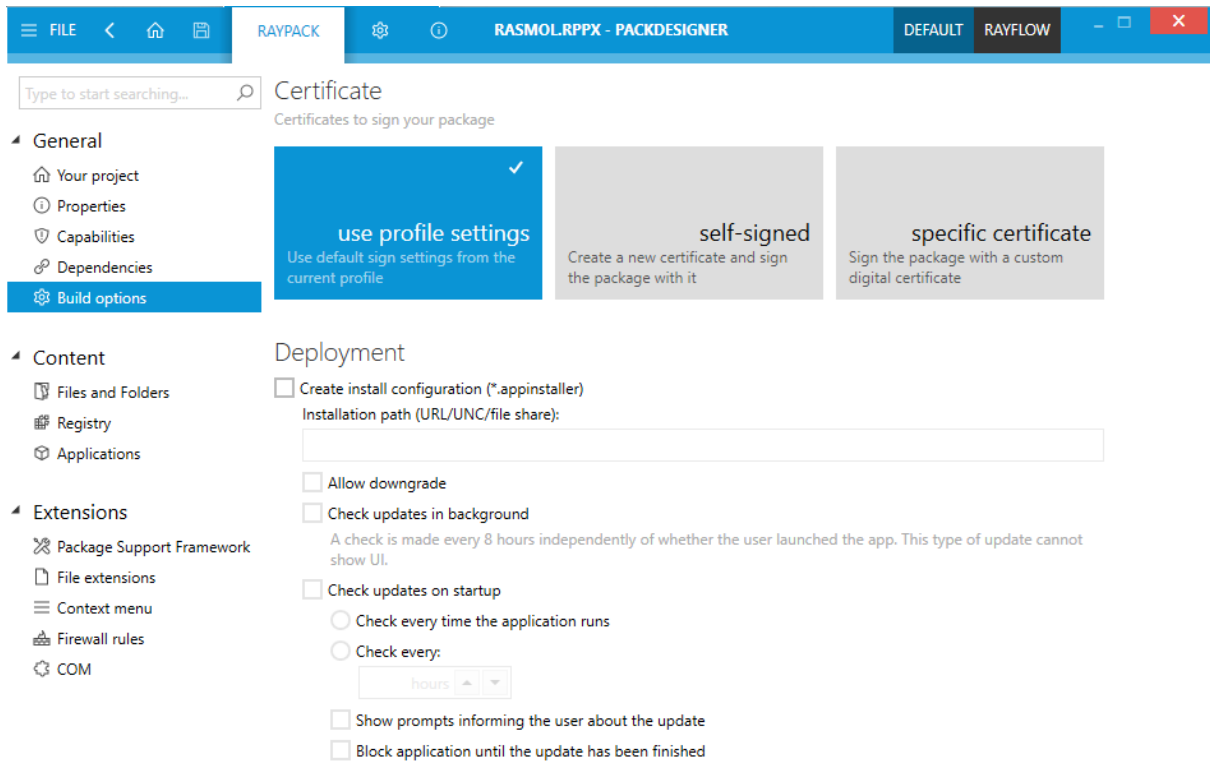 FILE
RAYPACK
RASMOL.RPPX - PACKDESIGNER
DEFAULT
RAYFLOW
Type to start searching...
General
Your project
Properties
Capabilities
Dependencies
Build options
Content
Files and Folders
Registry
Applications
Extensions
Package Support Framework
File extensions
Context menu
Firewall rules
COM
Certificate
Certificates to sign your package
use profile settings
Use default sign settings from the
current profile
self-signed
Create a new certificate and sign
the package with it
specific certificate
Sign the package with a custom
digital certificate
Deployment
Create install configuration (*.appinstaller)
Installation path (URL/UNC/file share):
Allow downgrade
Check updates in background
A check is made every 8 hours independently of whether the user launched the app. This type of update cannot
show UI.
Check updates on startup
Check every time the application runs
Check every:
hours
Show prompts informing the user about the update
Block application until the update has been finished